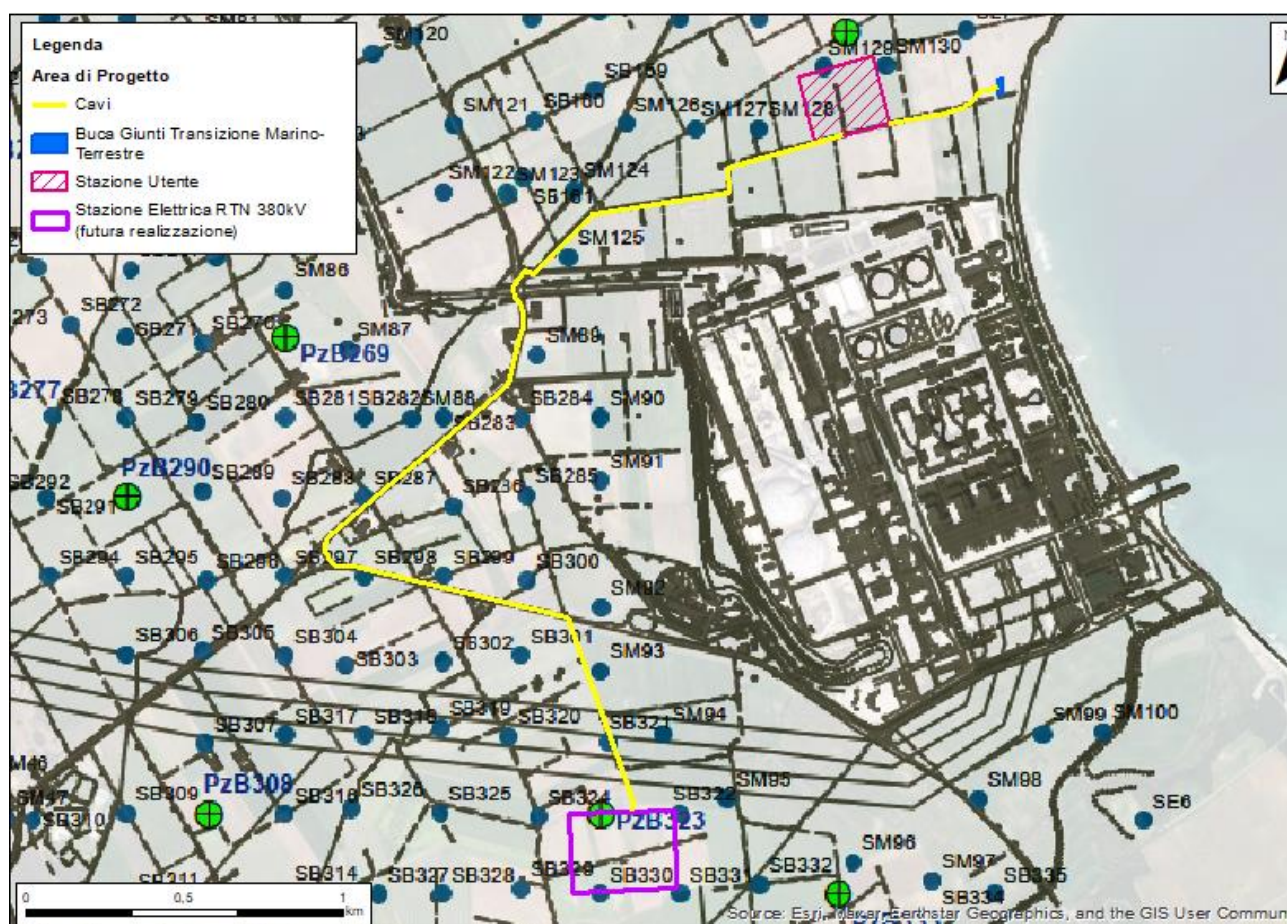 Legenda
Area di Progetto
Cavi
Buca Giunti Transizione Marino-
Terrestre
Stazione Utente
Stazione Elettrica RTN 380kV
(futura realizzazione)
SM120
SB159
SM129
SM130
SM121
SB160
SM126
SM127
SM128
SM122
SM123
SM124
SB161
SM125
SM86
SB272
SB271
SB270
SM87
PzB269
SM89
SB278
SB279
SB280
SB281
SB282
SM88
SB283
SB284
SM90
SM91
PzB290
SB289
SB288
SB287
SB236
SB285
SB292
SB291
SB294
SB295
SB296
SB297
SB298
SB299
SB300
SM92
SB306
SB305
SB304
SB303
SB302
SB301
SM93
SB307
SB317
SB318
SB319
SB320
SB321
SM94
SM99
SM100
SM47
SB310
SB309
PzB308
SB316
SB326
SB325
SB324
PzB323
SB322
SM95
SM98
SE6
SB311
SB314
SB327
SB328
SB329
SB330
SB331
SB332
SM96
SM97
SB334
SB335
0 0,5 1
km
Source: Esri, Maxar, Earthstar Geographics, and the GIS User Commun